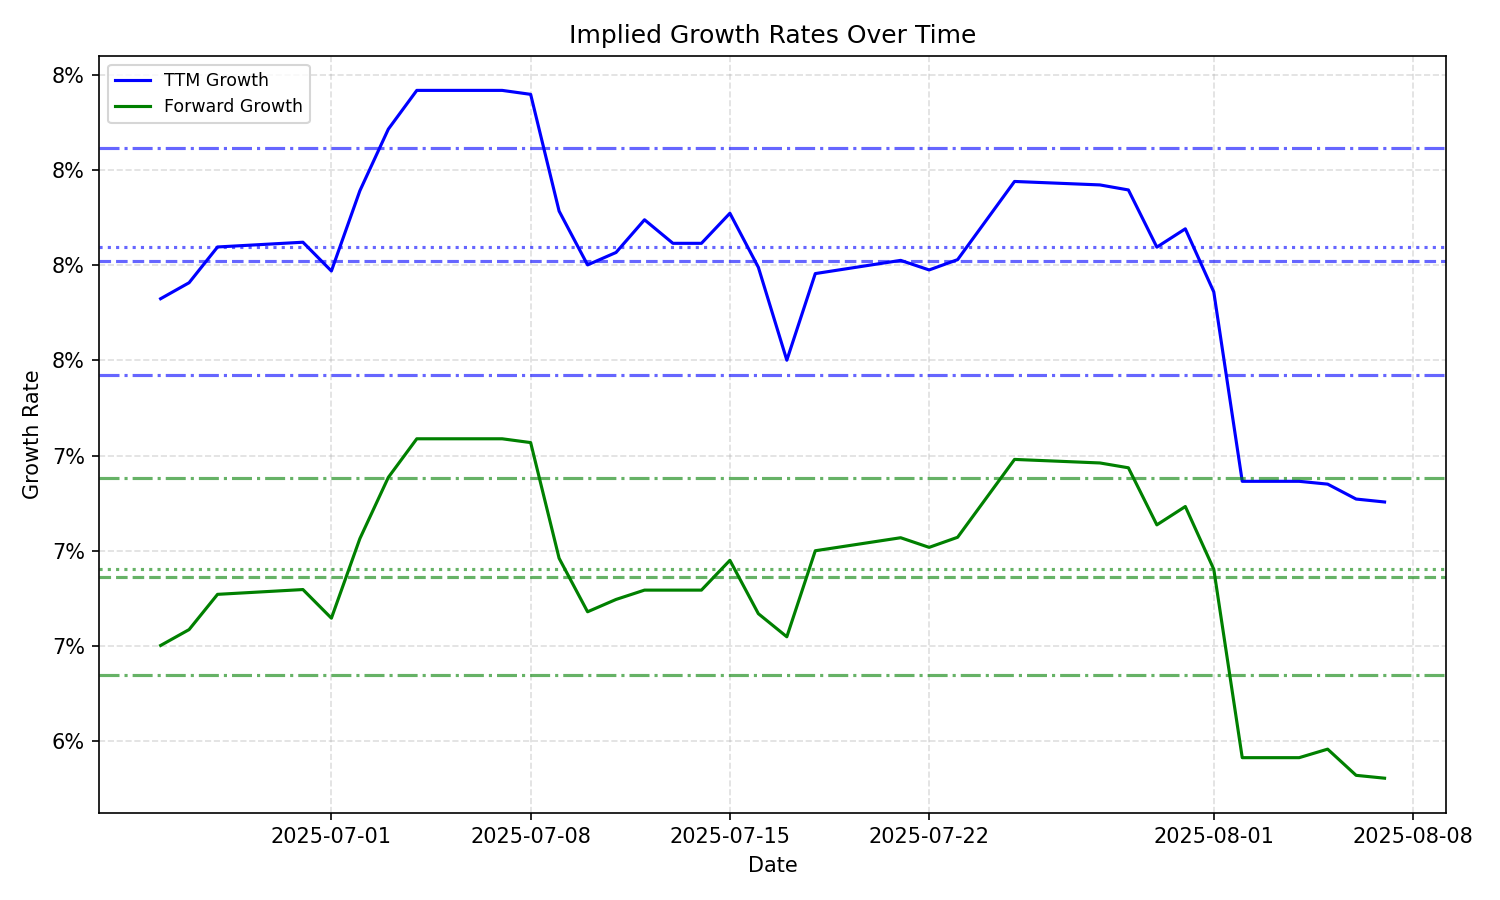 Implied Growth Rates Over Time
TTM Growth
Forward Growth
8%
8%
8%
8%
7%
7%
7%
6%
Growth Rate
2025-07-01
2025-07-08
2025-07-15
2025-07-22
2025-08-01
2025-08-08
Date